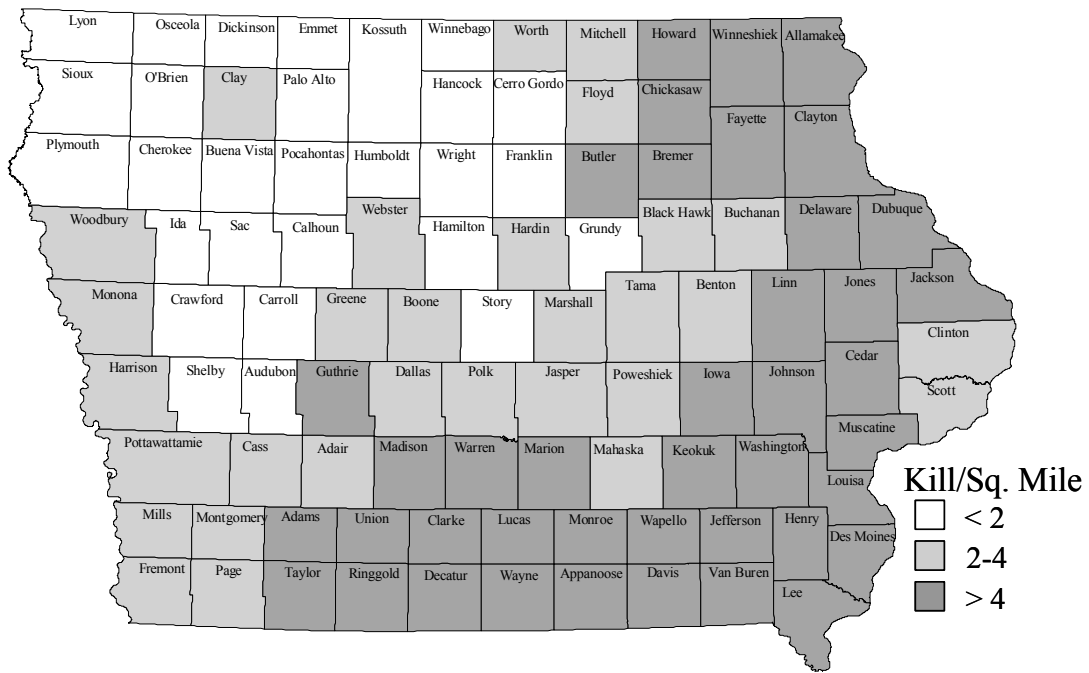 Lyon
Osceola
Dickinson
Emmet
Kossuth
Winnebago
Worth
Mitchell
Howard
Winneshiek
Allamakee
Sioux
O'Brien
Clay
Palo Alto
Hancock
Cerro Gordo
Floyd
Chickasaw
Fayette
Clayton
Plymouth
Cherokee
Buena Vista
Pocahontas
Humboldt
Wright
Franklin
Butler
Bremer
Woodbury
Ida
Sac
Calhoun
Webster
Hamilton
Hardin
Grundy
Black Hawk
Buchanan
Delaware
Dubuque
Monona
Crawford
Carroll
Greene
Boone
Story
Marshall
Tama
Benton
Linn
Jones
Jackson
Clinton
Cedar
Harrison
Shelby
Audubon
Guthrie
Dallas
Polk
Jasper
Poweshiek
Iowa
Johnson
Scott
Muscatine
Pottawattamie
Cass
Adair
Madison
Warren
Marion
Mahaska
Keokuk
Washington
Louisa
Mills
Montgomery
Adams
Union
Clarke
Lucas
Monroe
Wapello
Jefferson
Henry
Des Moines
Fremont
Page
Taylor
Ringgold
Decatur
Wayne
Appanoose
Davis
Van Buren
Lee
Kill/Sq. Mile
< 2
2-4
> 4